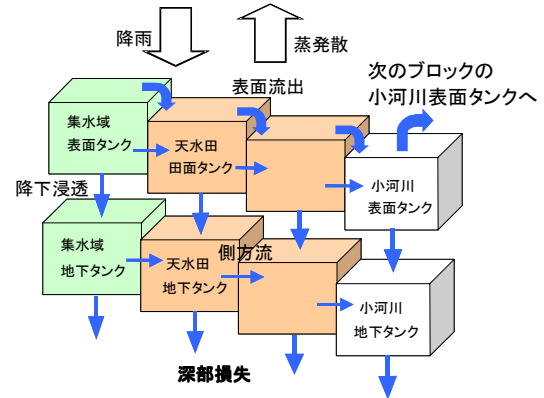 降雨
蒸発散
表面流出
次のブロックの
小河川表面タンクへ
集水域
表面タンク
天水田
田面タンク
小河川
表面タンク
降下浸透
集水域
地下タンク
天水田
地下タンク
側方流
小河川
地下タンク
深部損失